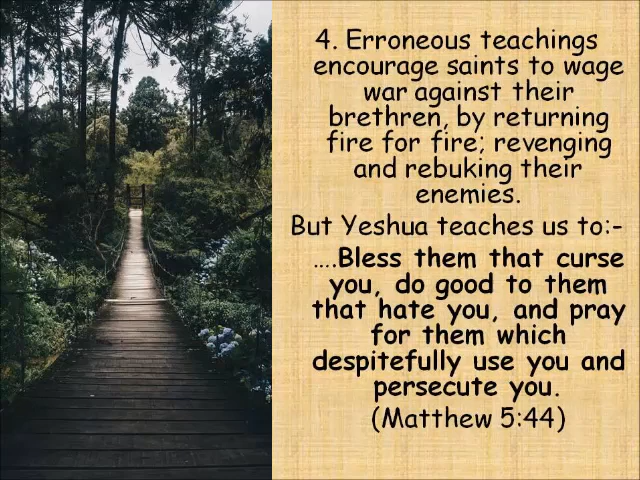 4. Erroneous teachings
encourage saints to wage
war against their
brethren, by returning
fire for fire; revenging
and rebuking their
enemies.
But Yeshua teaches us to:-
….Bless them that curse
you, do good to them
that hate you, and pray
for them which
despitefully use you and
persecute you.
(Matthew 5:44)